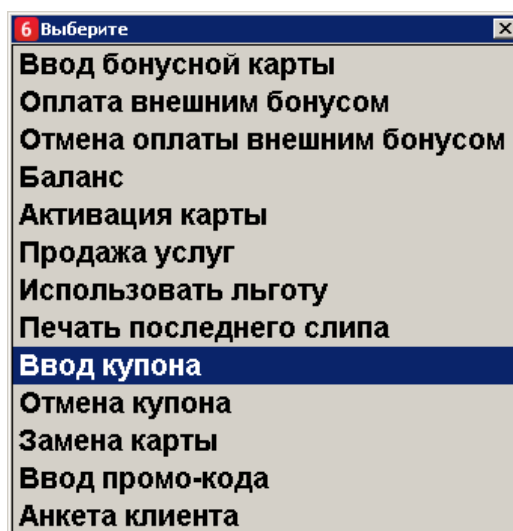 6 Выберите
Ввод бонусной карты
Оплата внешним бонусом
Отмена оплаты внешним бонусом
Баланс
Активация карты
Продажа услуг
Использовать льготу
Печать последнего слипа
Ввод купона
Отмена купона
Замена карты
Ввод промо-кода
Анкета клиента